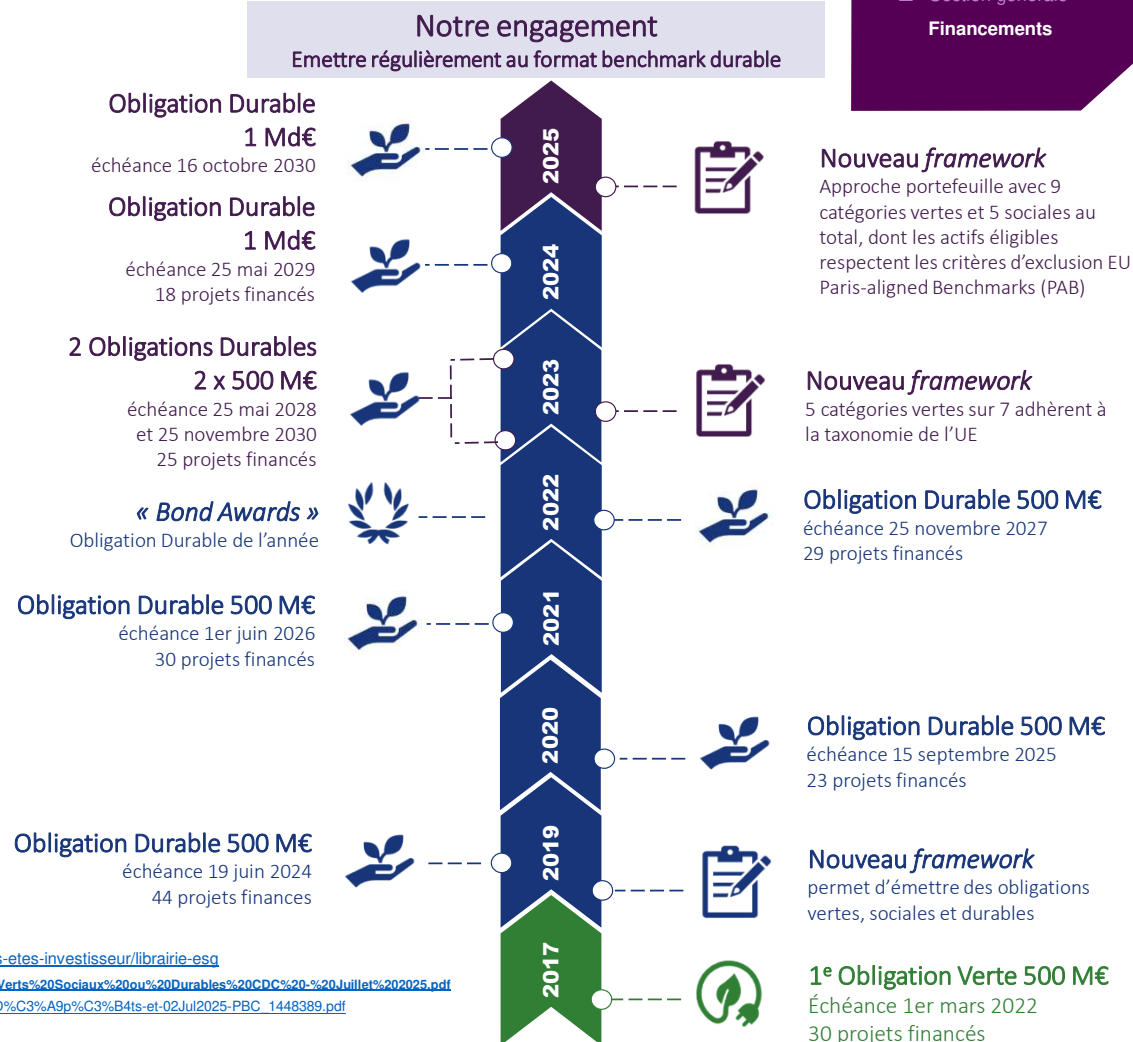 Notre engagement
Emettre régulièrement au format benchmark durable
Financements
Obligation Durable
1 Md€
échéance 16 octobre 2030
Obligation Durable
1 Md€
échéance 25 mai 2029
18 projets financés
2 Obligations Durables
2 x 500 M€
échéance 25 mai 2028
et 25 novembre 2030
25 projets financés
« Bond Awards »
Obligation Durable de l’année
Obligation Durable 500 M€
échéance 1er juin 2026
30 projets financés
Obligation Durable 500 M€
échéance 19 juin 2024
44 projets finances
2025
2024
2023
2022
2021
2020
2019
2017
Nouveau framework
Approche portefeuille avec 9
catégories vertes et 5 sociales au
total, dont les actifs éligibles
respectent les critères d’exclusion EU
Paris-aligned Benchmarks (PAB)
Nouveau framework
5 catégories vertes sur 7 adhèrent à
la taxonomie de l’UE
Obligation Durable 500 M€
échéance 25 novembre 2027
29 projets financés
Obligation Durable 500 M€
échéance 15 septembre 2025
23 projets financés
Nouveau framework
permet d’émettre des obligations
vertes, sociales et durables
1e Obligation Verte 500 M€
Échéance 1er mars 2022
30 projets financés
s-etes-investisseur/librairie-esg
Verts%20Sociaux%20ou%20Durables%20CDC%20-%20Juillet%202025.pdf
%C3%A9p%C3%B4ts-et-02Jul2025-PBC_1448389.pdf